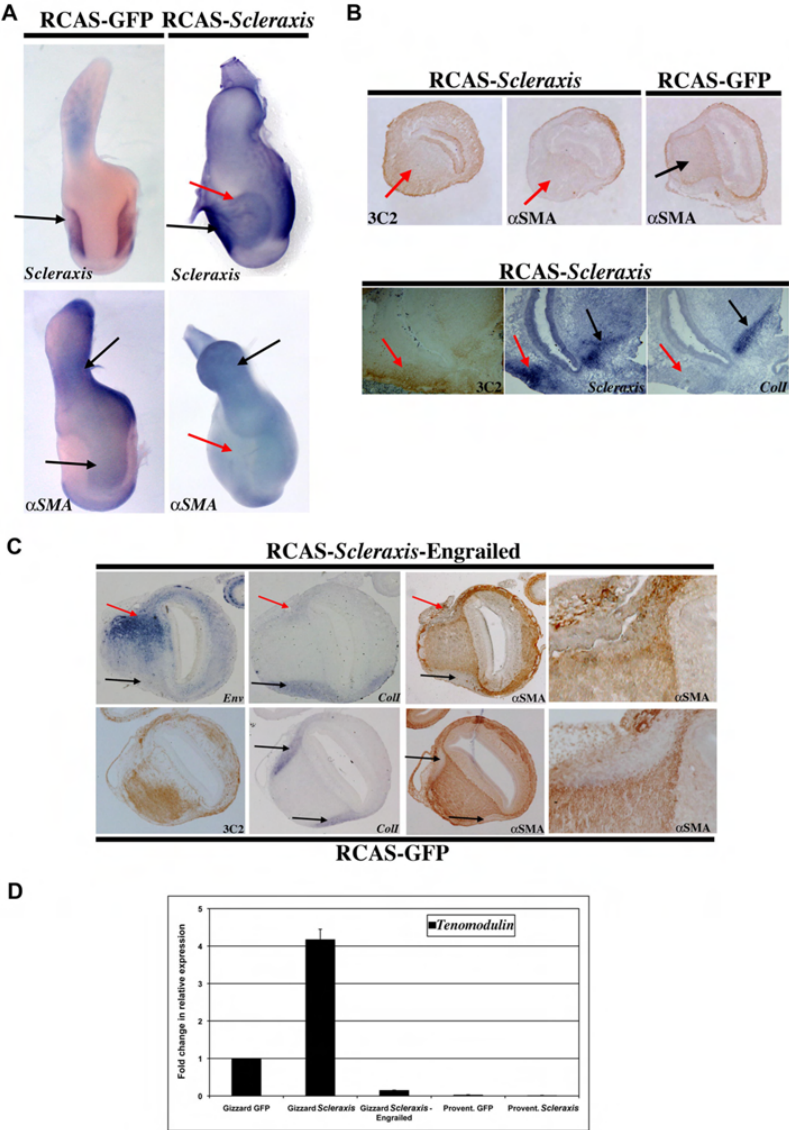 A
RCAS-GFP RCAS-Scleraxis
Scleraxis
Scleraxis
αSMA
αSMA
B
RCAS-Scleraxis
RCAS-GFP
3C2
αSMA
αSMA
RCAS-Scleraxis
3C2
Scleraxis
ColI
C
RCAS-Scleraxis-Engrailed
Env
ColI
αSMA
αSMA
3C2
ColI
αSMA
αSMA
RCAS-GFP
D
Fold change in relative expression
5
4
3
2
1
0
Tenomodulin
Gizzard GFP
Gizzard Scleraxis
Gizzard Scleraxis -
Engrailed
Provent. GFP
Provent. Scleraxis